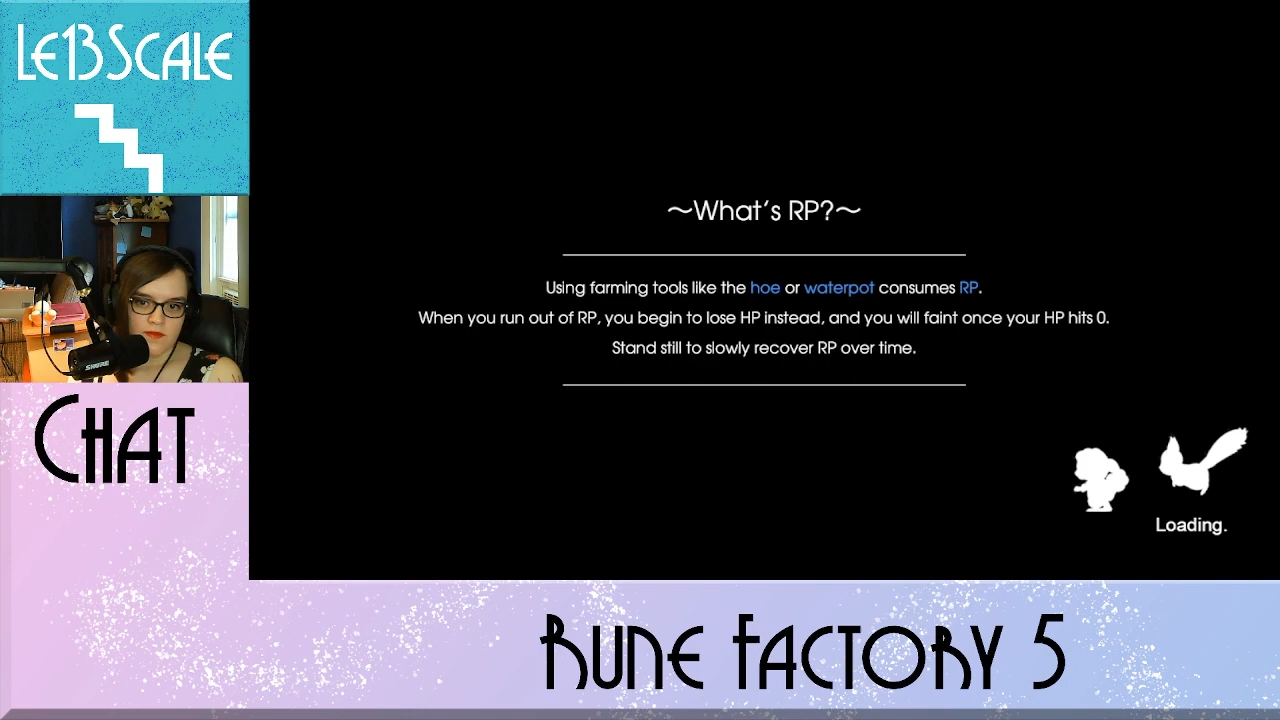 Le13Scale
～What's RP?～
Using farming tools like the hoe or waterpot consumes RP.
When you run out of RP, you begin to lose HP instead, and you will faint once your HP hits 0.
Stand still to slowly recover RP over time.
SHURE
Chat
Loading.
Rune Factory 5